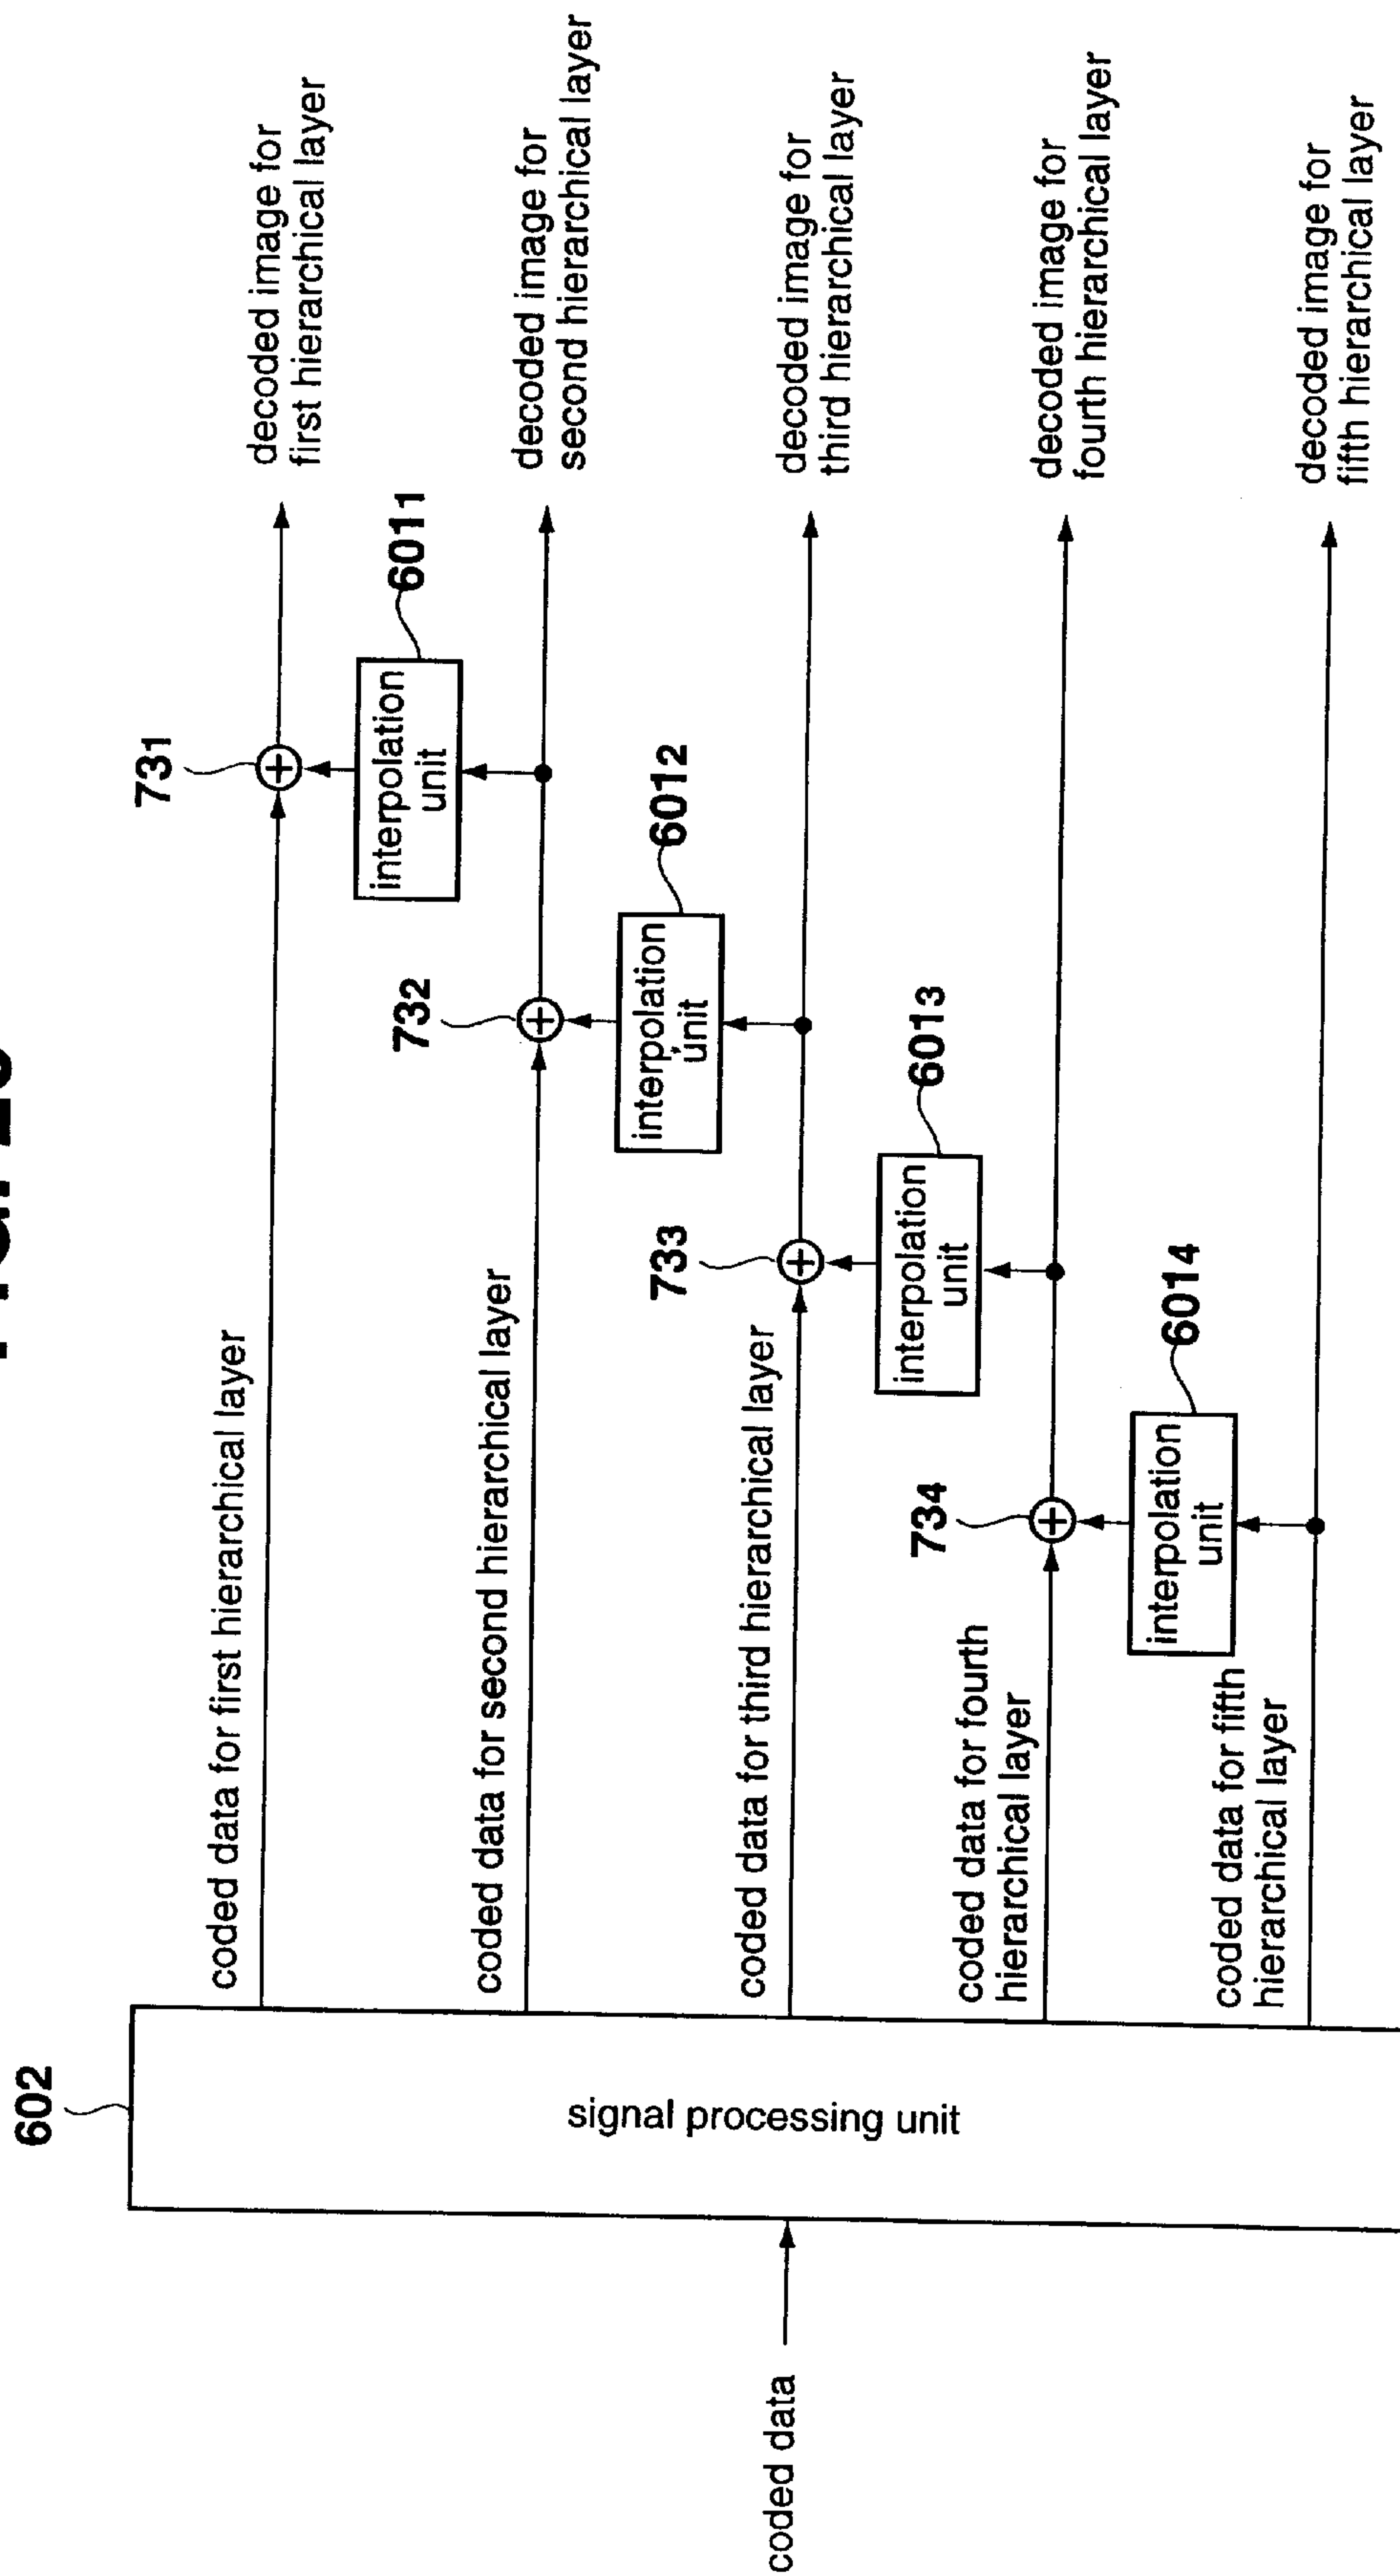 602
signal processing unit
coded data
coded data for first hierarchical layer
731
decoded image for
first hierarchical layer
interpolation
unit
6011
coded data for second hierarchical layer
732
decoded image for
second hierarchical layer
interpolation
unit
6012
coded data for third hierarchical layer
733
decoded image for
third hierarchical layer
interpolation
unit
6013
coded data for fourth
hierarchical layer
734
decoded image for
fourth hierarchical layer
interpolation
unit
6014
coded data for fifth
hierarchical layer
decoded image for
fifth hierarchical layer